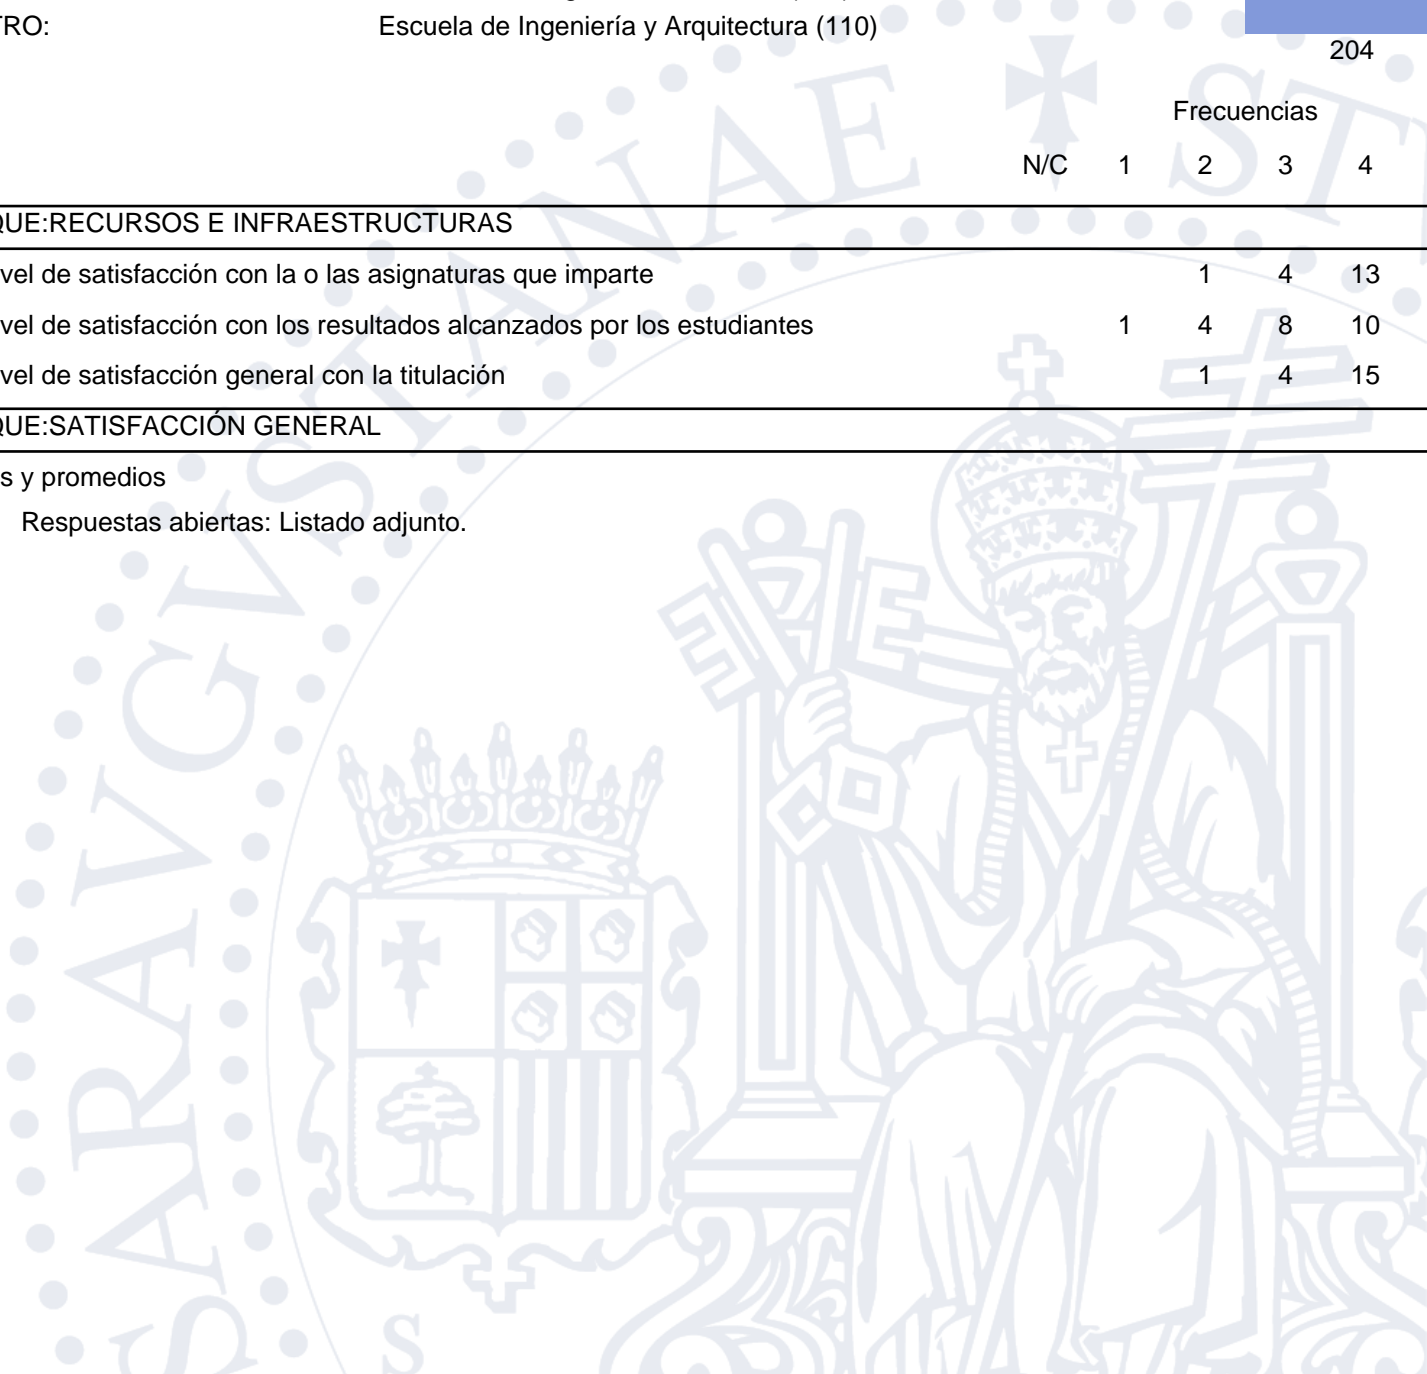 TRO: Escuela de Ingeniería y Arquitectura (110)
204
Frecuencias
N/C 1 2 3 4
QUE:RECURSOS E INFRAESTRUCTURAS
vel de satisfacción con la o las asignaturas que imparte 1 4 13
vel de satisfacción con los resultados alcanzados por los estudiantes 1 4 8 10
vel de satisfacción general con la titulación 1 4 15
QUE:SATISFACCIÓN GENERAL
s y promedios
Respuestas abiertas: Listado adjunto.
SARAVGVSTANAE ST
S